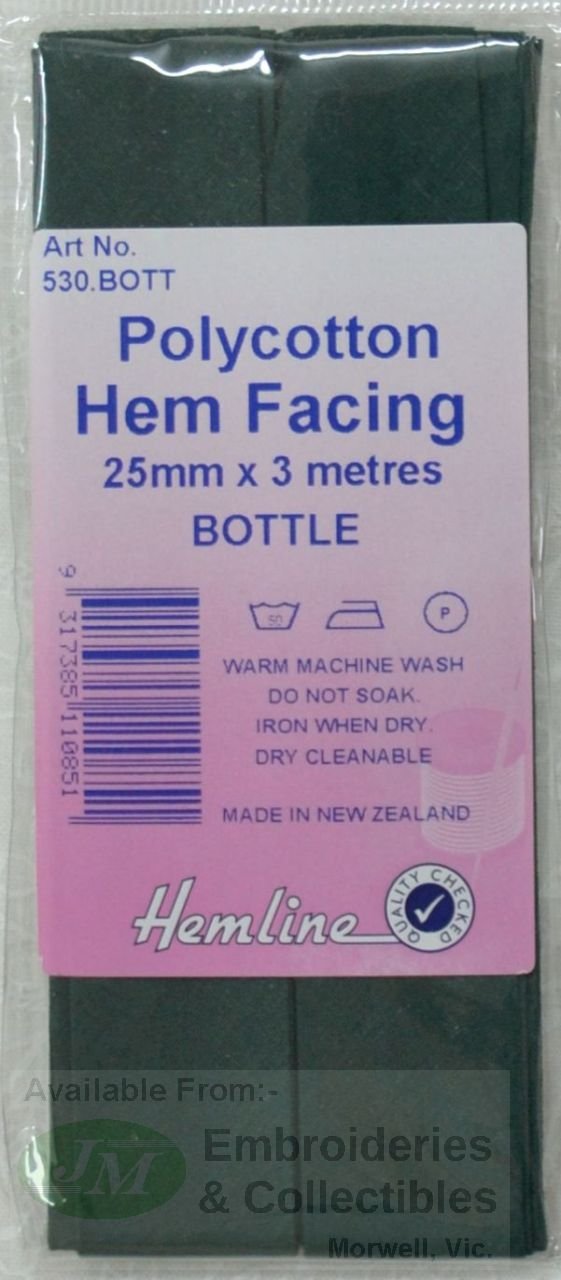 Art No.
530.BOTT
Polycotton
Hem Facing
25mm x 3 metres
BOTTLE
9 317385 110851
50
P
WARM MACHINE WASH
DO NOT SOAK.
IRON WHEN DRY.
DRY CLEANABLE
MADE IN NEW ZEALAND
Hemline
QUALITY CHECKED
Available From:-
JM
Embroideries
& Collectibles
Morwell, Vic.